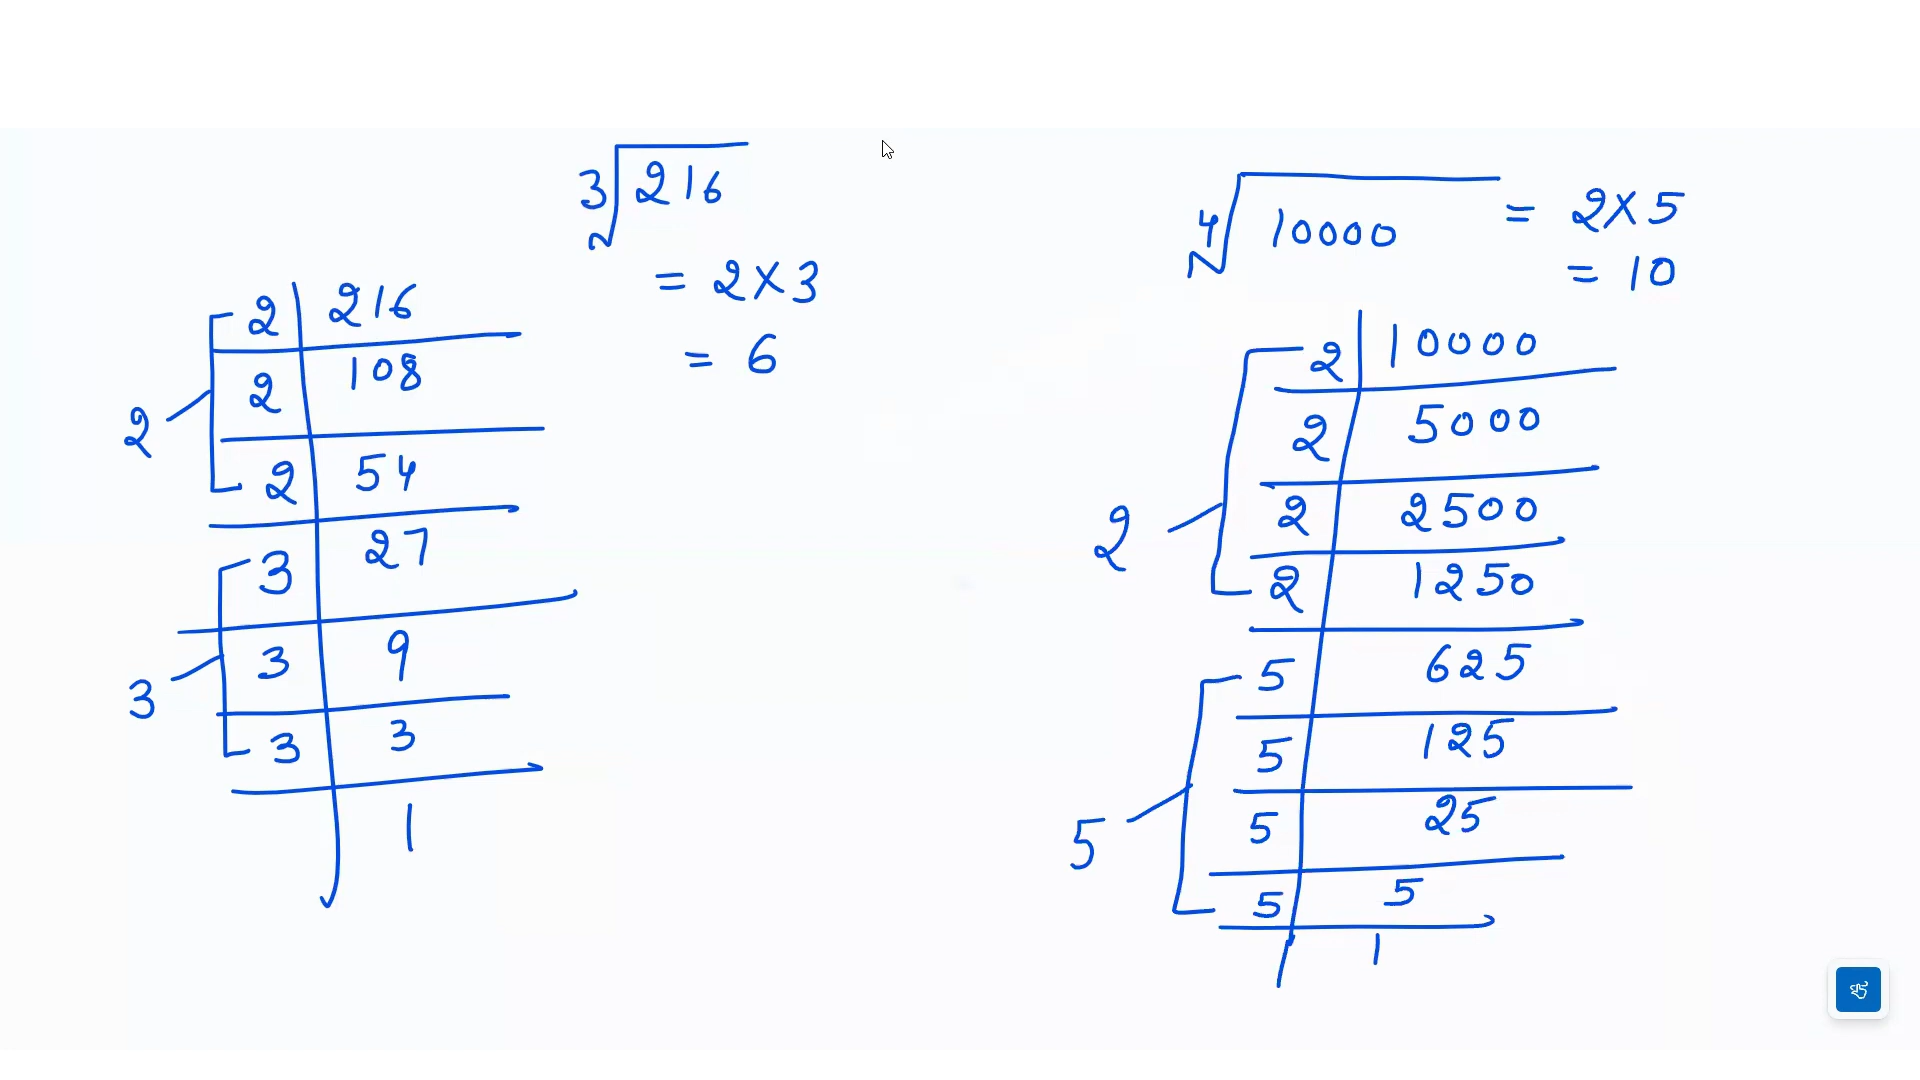 ∛216
= 2×3
= 6
2 | 216
2 | 108
2 | 54
3 | 27
3 | 9
3 | 3
1
2
3
∜10000 = 2×5
= 10
2 | 10000
2 | 5000
2 | 2500
2 | 1250
5 | 625
5 | 125
5 | 25
5 | 5
1
2
5